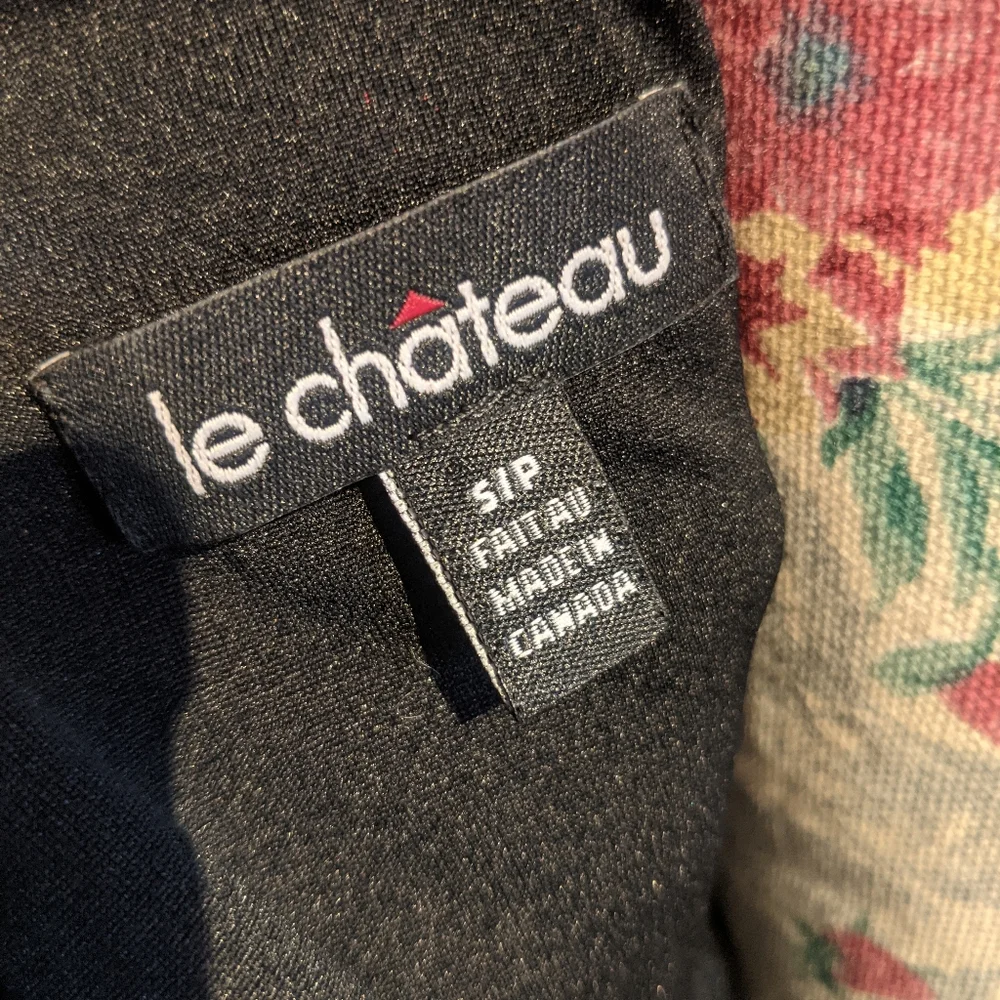 le château
S/P
FAIT AU
MADE IN
CANADA